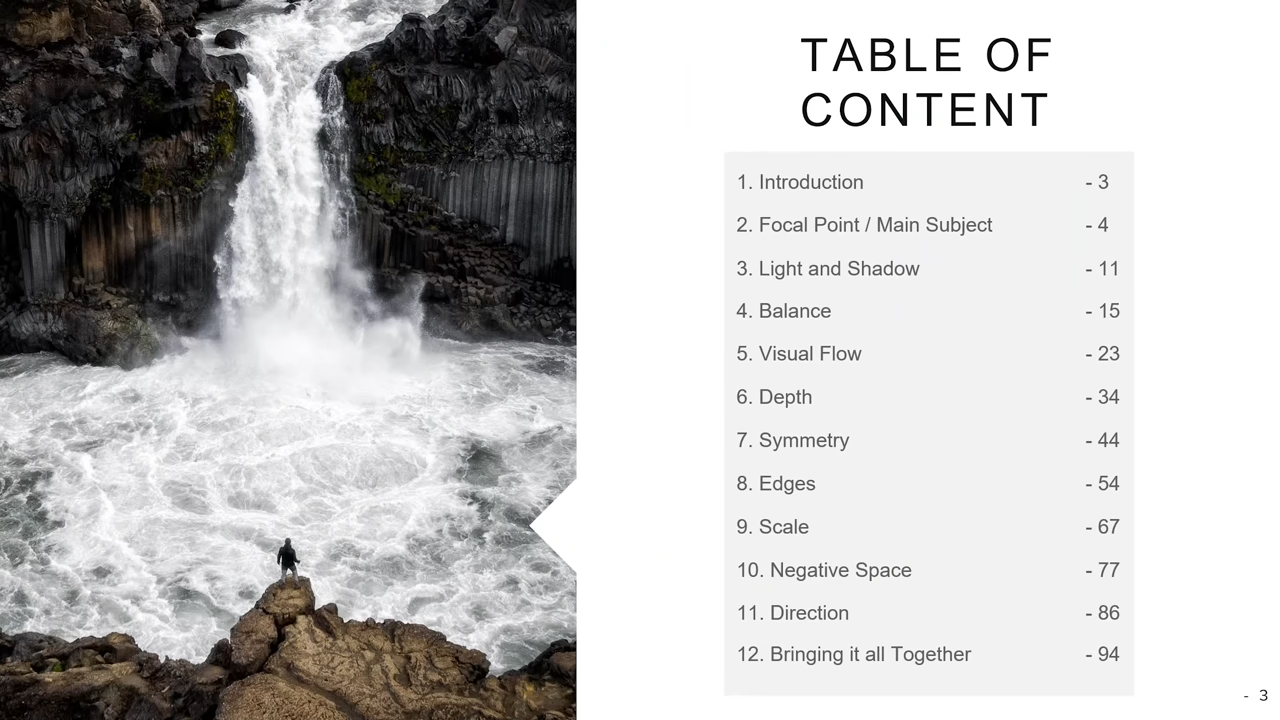 TABLE OF
CONTENT
1. Introduction - 3
2. Focal Point / Main Subject - 4
3. Light and Shadow - 11
4. Balance - 15
5. Visual Flow - 23
6. Depth - 34
7. Symmetry - 44
8. Edges - 54
9. Scale - 67
10. Negative Space - 77
11. Direction - 86
12. Bringing it all Together - 94
- 3